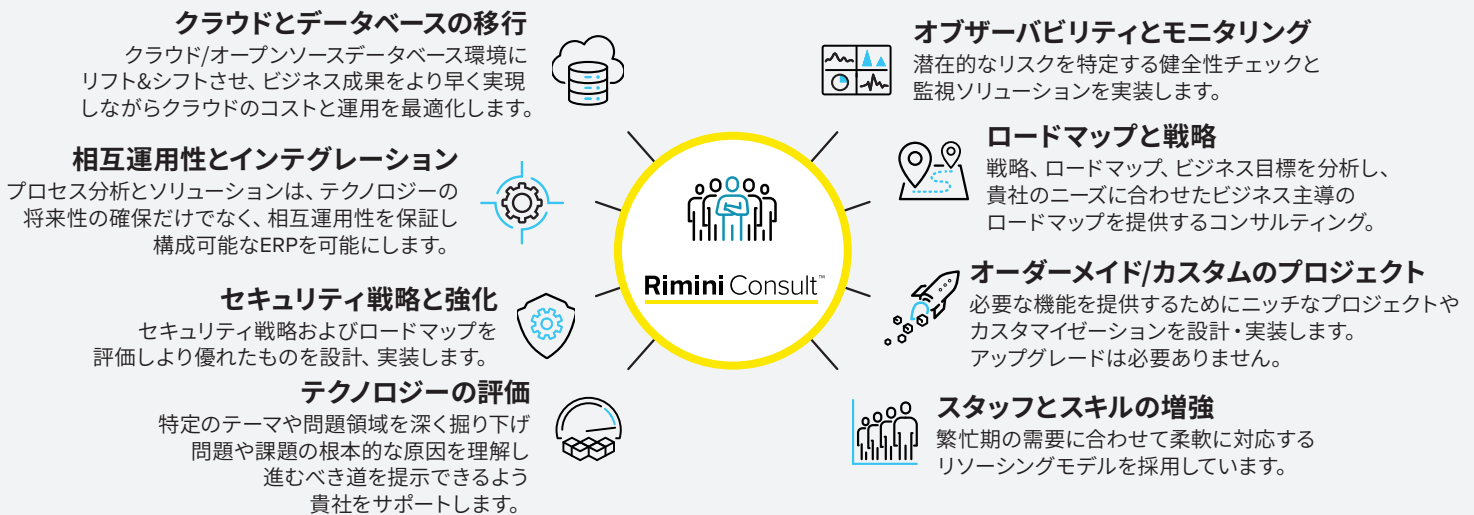 クラウドとデータベースの移行
クラウド/オープンソースデータベース環境に
リフト&シフトさせ、ビジネス成果をより早く実現
しながらクラウドのコストと運用を最適化します。
相互運用性とインテグレーション
プロセス分析とソリューションは、テクノロジーの
将来性の確保だけでなく、相互運用性を保証し
構成可能なERPを可能にします。
セキュリティ戦略と強化
セキュリティ戦略およびロードマップを
評価しより優れたものを設計、実装します。
テクノロジーの評価
特定のテーマや問題領域を深く掘り下げ
問題や課題の根本的な原因を理解し
進むべき道を提示できるよう
貴社をサポートします。
Rimini Consult™
オブザーバビリティとモニタリング
潜在的なリスクを特定する健全性チェックと
監視ソリューションを実装します。
ロードマップと戦略
戦略、ロードマップ、ビジネス目標を分析し、
貴社のニーズに合わせたビジネス主導の
ロードマップを提供するコンサルティング。
オーダーメイド/カスタムのプロジェクト
必要な機能を提供するためにニッチなプロジェクトや
カスタマイゼーションを設計・実装します。
アップグレードは必要ありません。
スタッフとスキルの増強
繁忙期の需要に合わせて柔軟に対応する
リソーシングモデルを採用しています。